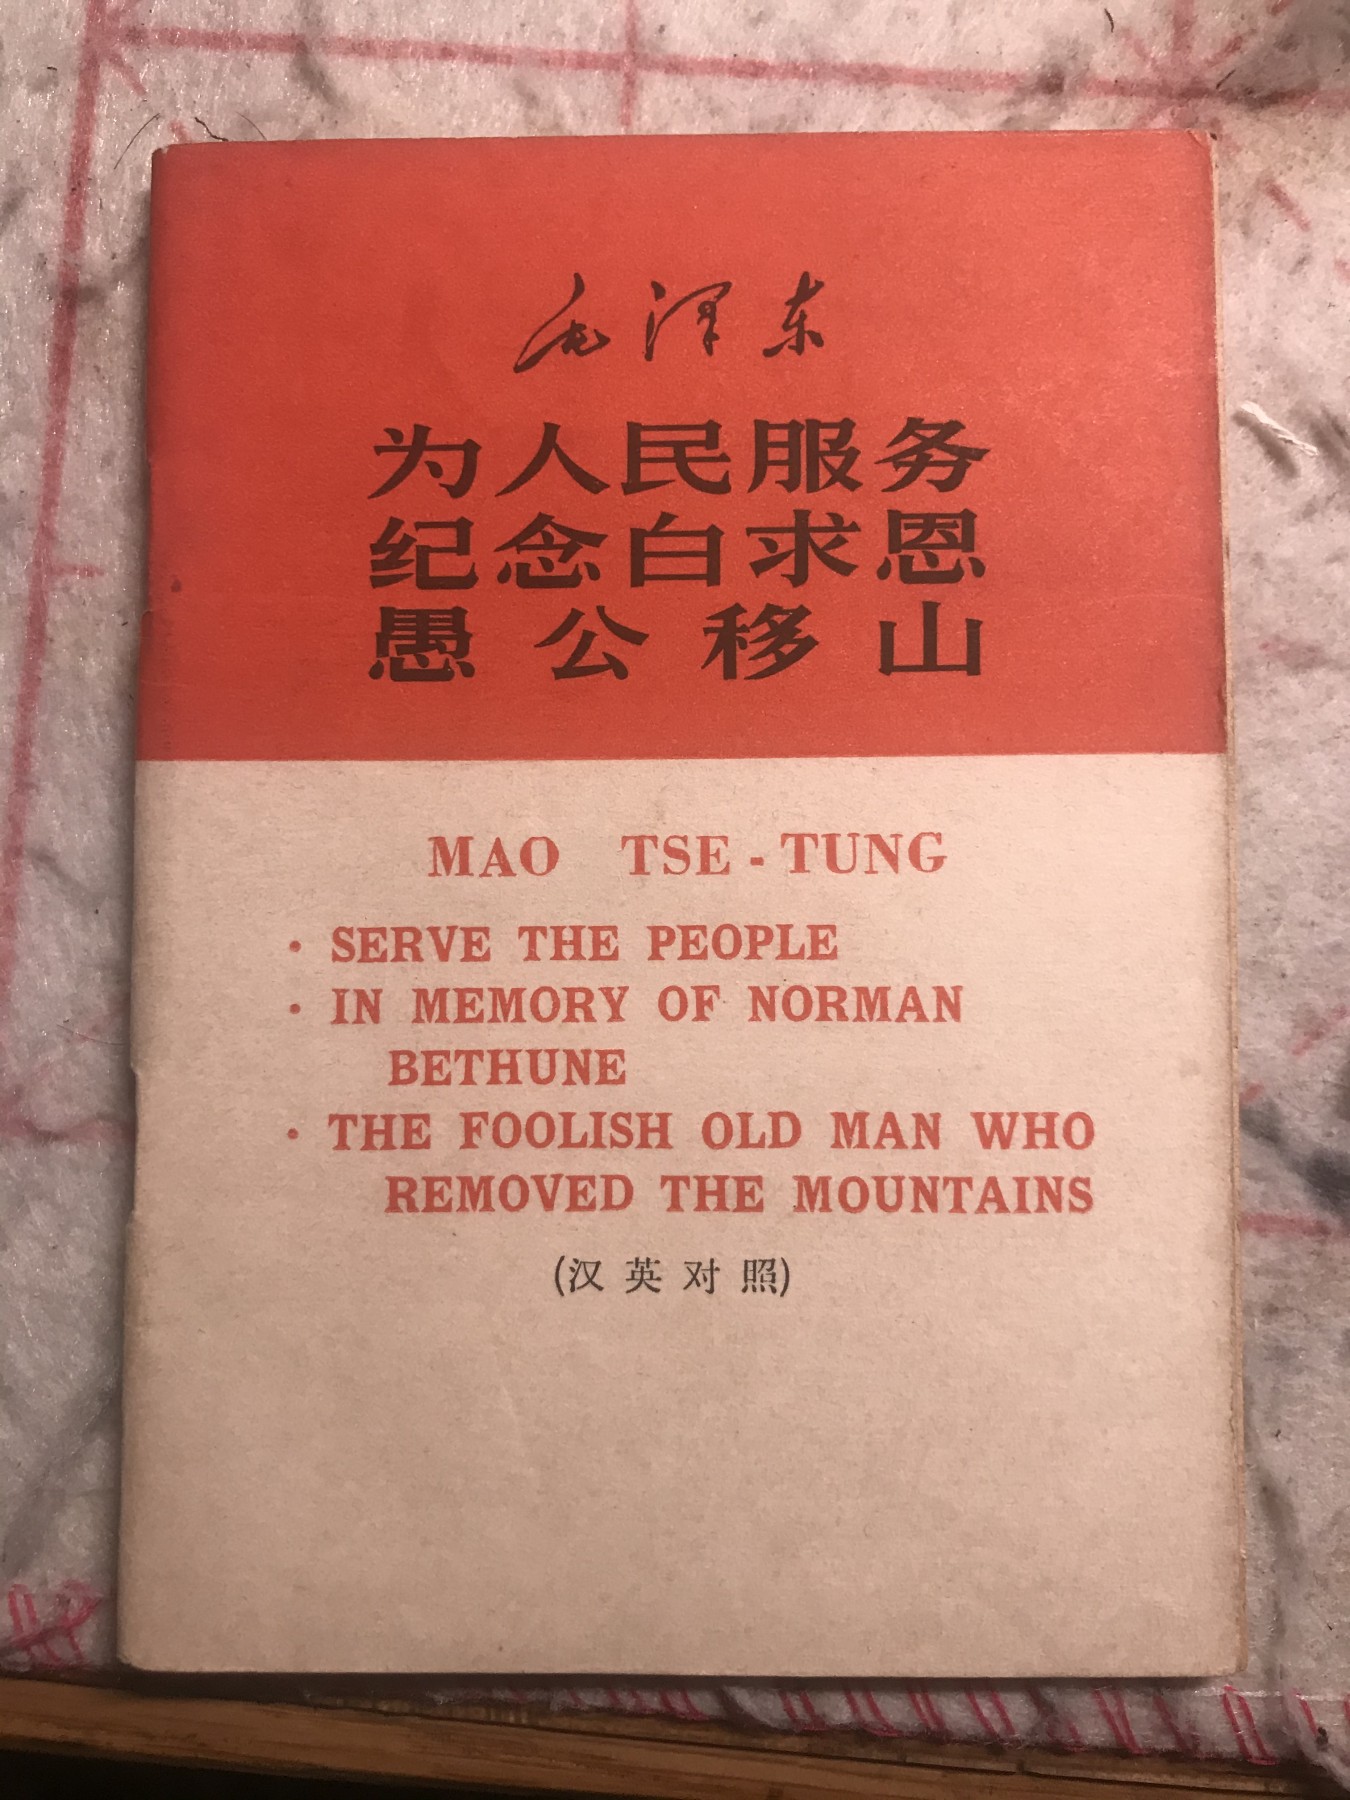 毛泽东
为人民服务
纪念白求恩
愚公移山
MAO TSE-TUNG
· SERVE THE PEOPLE
· IN MEMORY OF NORMAN
BETHUNE
· THE FOOLISH OLD MAN WHO
REMOVED THE MOUNTAINS
(汉英对照)